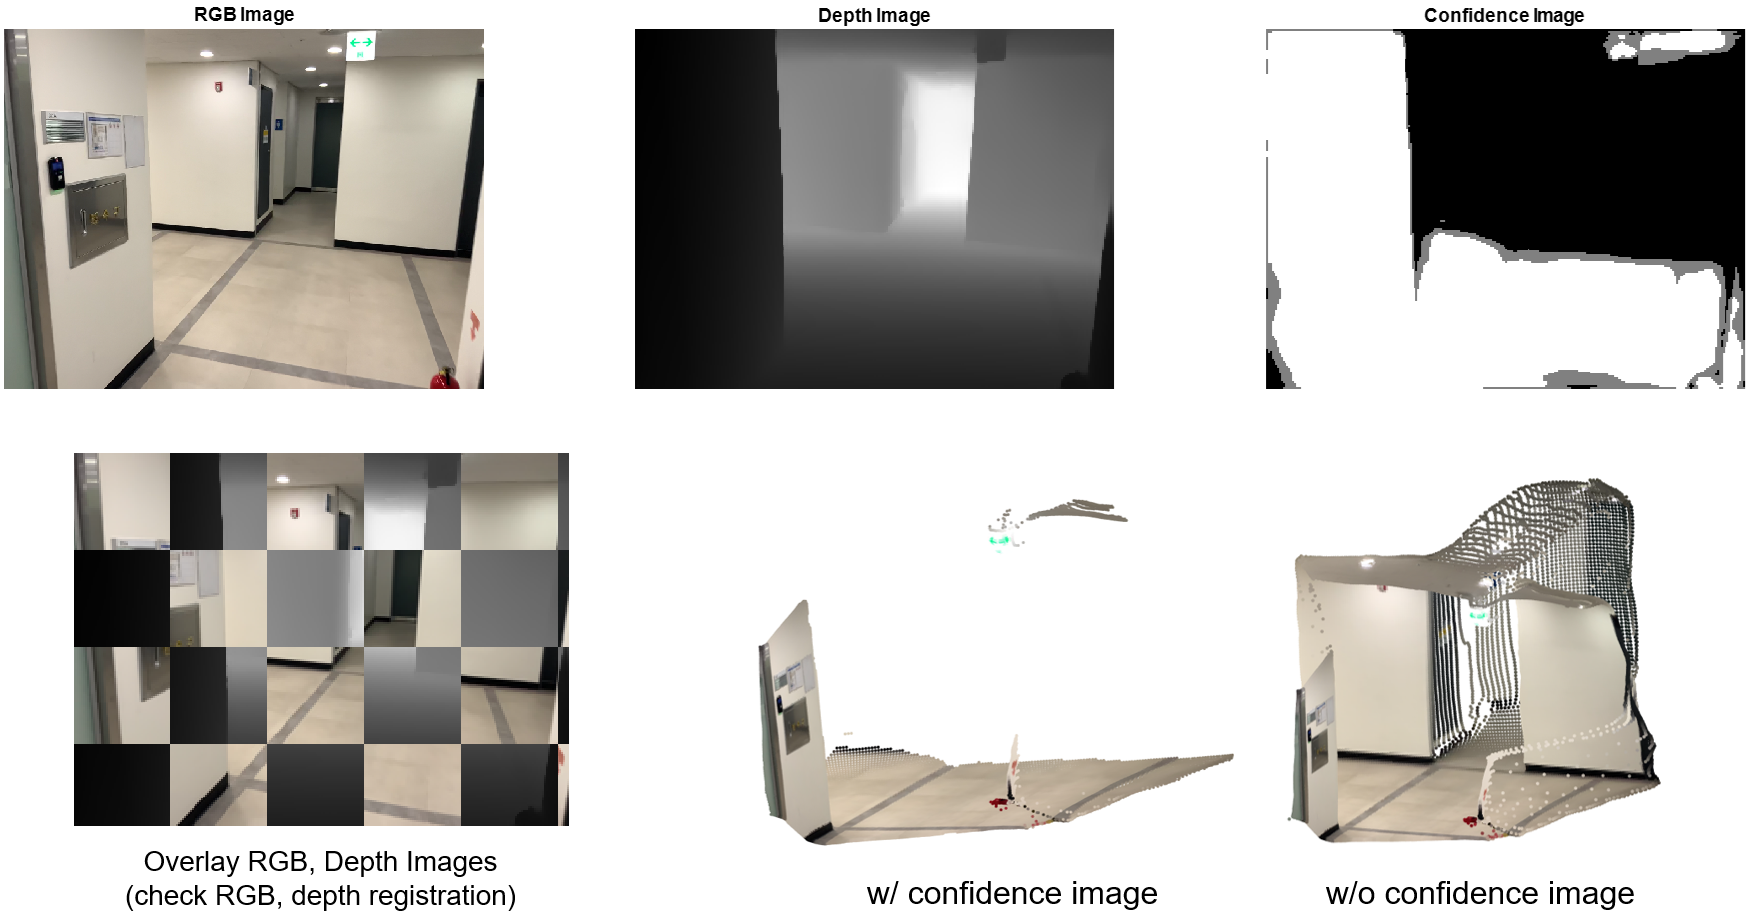 RGB Image
Depth Image
Confidence Image
Overlay RGB, Depth Images
(check RGB, depth registration)
w/ confidence image
w/o confidence image